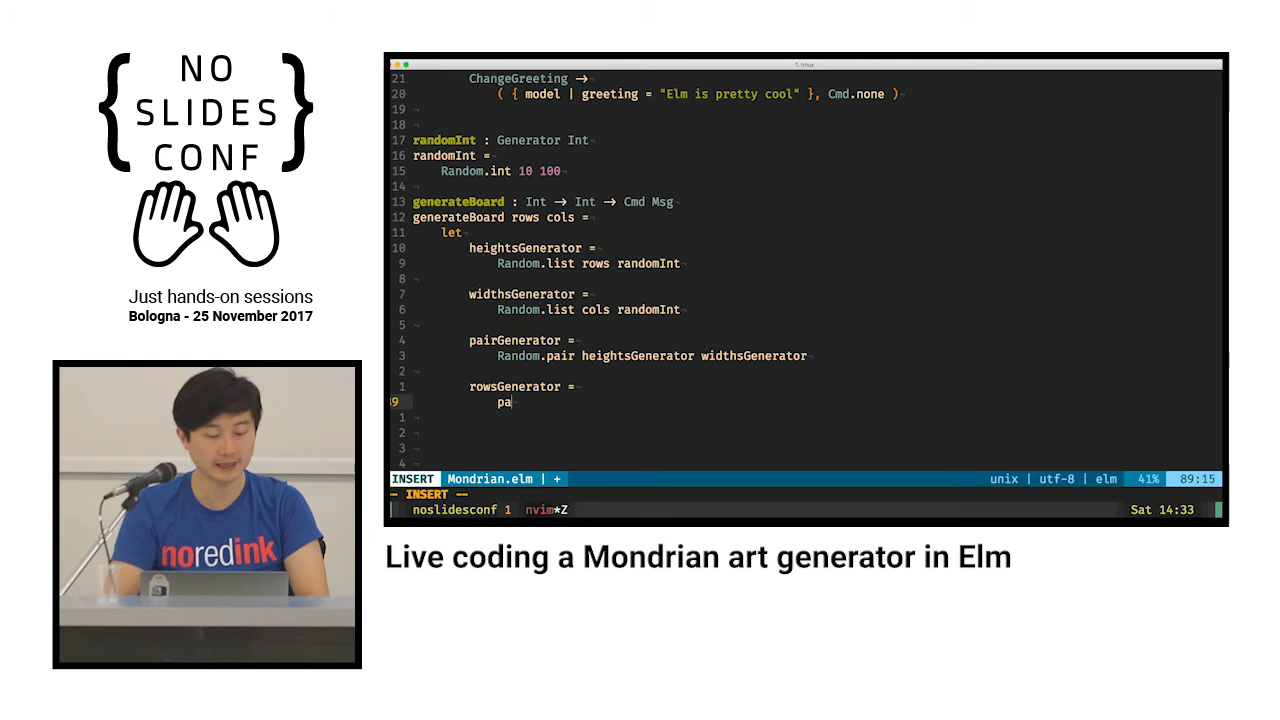 NO
SLIDES
CONF
Just hands-on sessions
Bologna - 25 November 2017
noredink
1. tmux
21 ChangeGreeting →¬
20 ( { model | greeting = "Elm is pretty cool" }, Cmd.none )¬
19 ¬
18 ¬
17 randomInt : Generator Int¬
16 randomInt =¬
15 Random.int 10 100¬
14 ¬
13 generateBoard : Int → Int → Cmd Msg¬
12 generateBoard rows cols =¬
11 let¬
10 heightsGenerator =¬
9 Random.list rows randomInt¬
8 ¬
7 widthsGenerator =¬
6 Random.list cols randomInt¬
5 ¬
4 pairGenerator =¬
3 Random.pair heightsGenerator widthsGenerator¬
2 ¬
1 rowsGenerator =¬
89 pa¬
1 ¬
2 ¬
3 ¬
4 ¬
INSERT Mondrian.elm | + unix | utf-8 | elm 41% 89:15
-- INSERT --
noslidesconf 1 nvim*Z Sat 14:33
Live coding a Mondrian art generator in Elm